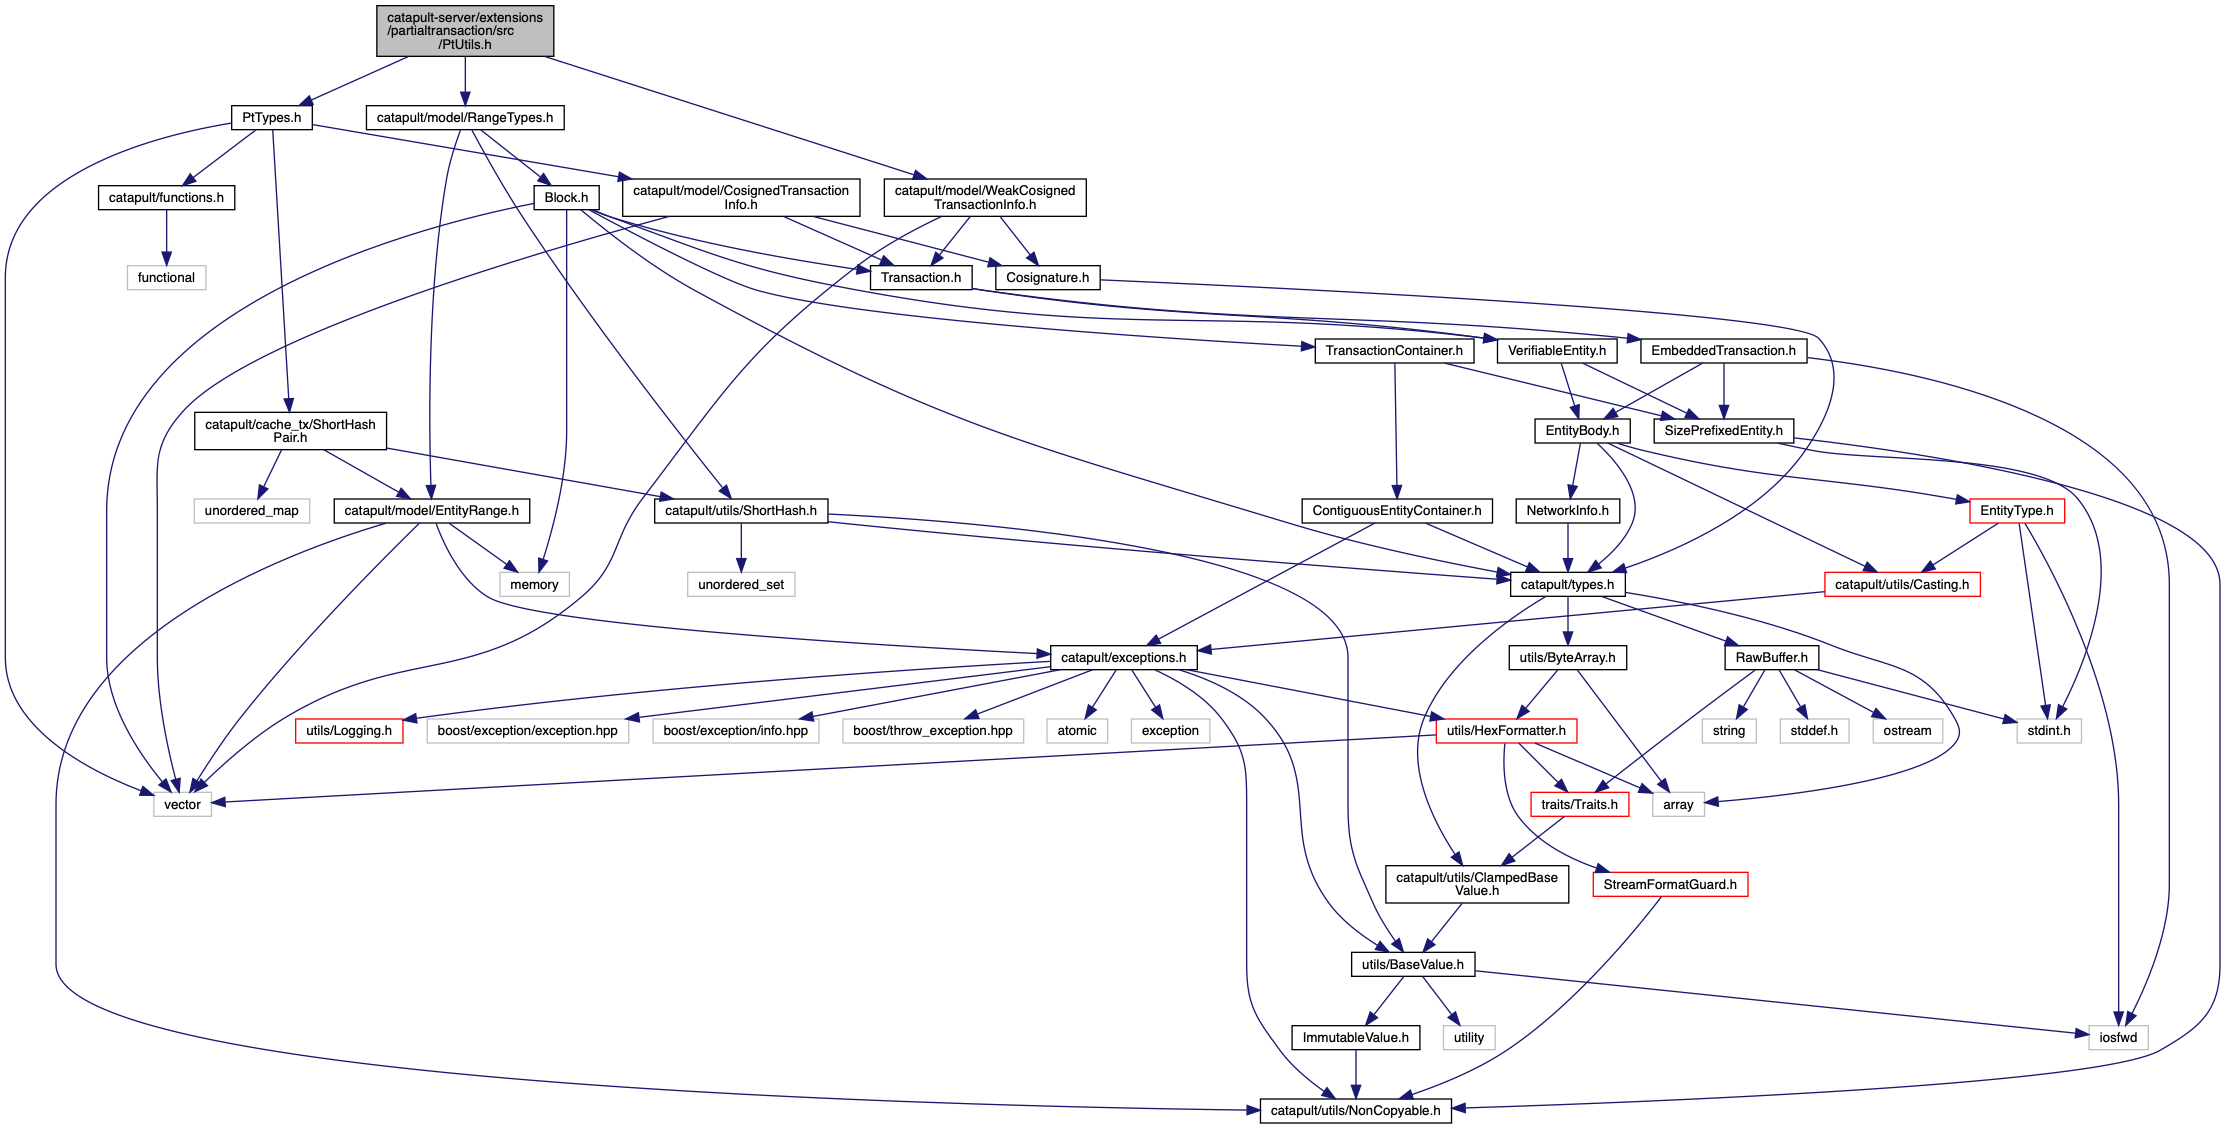 catapult-server/extensions
/partialtransaction/src
/PtUtils.h
PtTypes.h
catapult/model/RangeTypes.h
catapult/functions.h
Block.h
catapult/model/CosignedTransaction
Info.h
catapult/model/WeakCosigned
TransactionInfo.h
functional
Transaction.h
Cosignature.h
TransactionContainer.h
VerifiableEntity.h
EmbeddedTransaction.h
catapult/cache_tx/ShortHash
Pair.h
EntityBody.h
SizePrefixedEntity.h
unordered_map
catapult/model/EntityRange.h
catapult/utils/ShortHash.h
ContiguousEntityContainer.h
NetworkInfo.h
EntityType.h
memory
unordered_set
catapult/types.h
catapult/utils/Casting.h
catapult/exceptions.h
utils/ByteArray.h
RawBuffer.h
utils/Logging.h
boost/exception/exception.hpp
boost/exception/info.hpp
boost/throw_exception.hpp
atomic
exception
utils/HexFormatter.h
string
stddef.h
ostream
stdint.h
vector
traits/Traits.h
array
catapult/utils/ClampedBase
Value.h
StreamFormatGuard.h
utils/BaseValue.h
ImmutableValue.h
utility
iosfwd
catapult/utils/NonCopyable.h